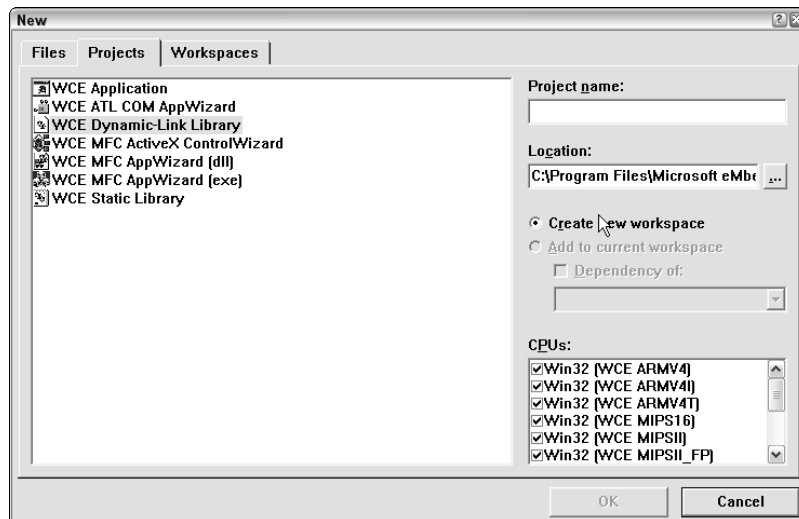 New
Files
Projects
Workspaces
WCE Application
WCE ATL COM AppWizard
WCE Dynamic-Link Library
WCE MFC ActiveX ControlWizard
WCE MFC AppWizard (dll)
WCE MFC AppWizard (exe)
WCE Static Library
Project name:
Location:
C:\Program Files\Microsoft eMbe
...
Create new workspace
Add to current workspace
Dependency of:
CPUs:
Win32 (WCE ARMV4)
Win32 (WCE ARMV4I)
Win32 (WCE ARMV4T)
Win32 (WCE MIPS16)
Win32 (WCE MIPSII)
Win32 (WCE MIPSII_FP)
OK
Cancel